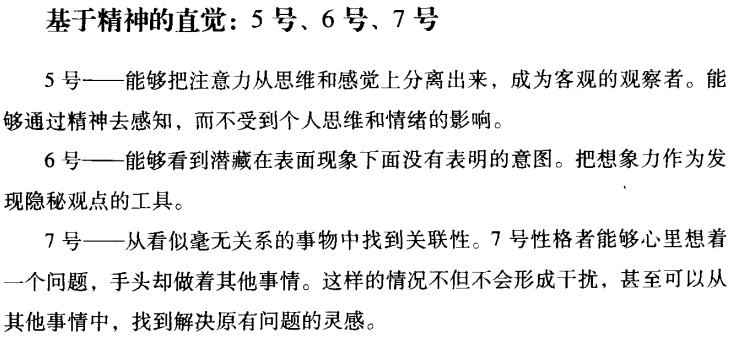 基于精神的直觉：5 号、6 号、7 号
5 号——能够把注意力从思维和感觉上分离出来，成为客观的观察者。能
够通过精神去感知，而不受到个人思维和情绪的影响。
6 号——能够看到潜藏在表面现象下面没有表明的意图。把想象力作为发
现隐秘观点的工具。
7 号——从看似毫无关系的事物中找到关联性。7 号性格者能够心里想着
一个问题，手头却做着其他事情。这样的情况不但不会形成干扰，甚至可以从
其他事情中，找到解决原有问题的灵感。